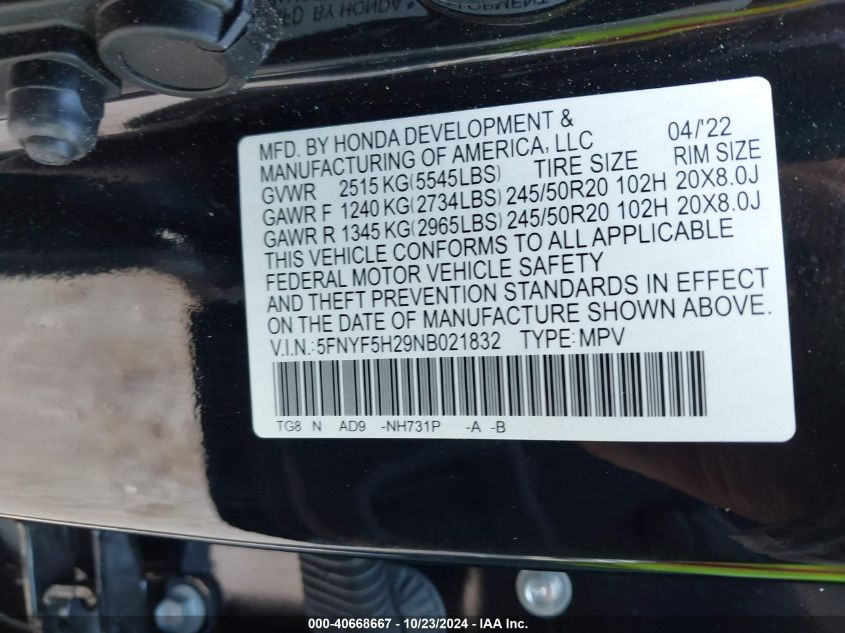 MFD. BY HONDA DEVELOPMENT &
MANUFACTURING OF AMERICA, LLC 04/'22
GVWR 2515 KG(5545LBS) TIRE SIZE RIM SIZE
GAWR F 1240 KG(2734LBS) 245/50R20 102H 20X8.0J
GAWR R 1345 KG(2965LBS) 245/50R20 102H 20X8.0J
THIS VEHICLE CONFORMS TO ALL APPLICABLE
FEDERAL MOTOR VEHICLE SAFETY
AND THEFT PREVENTION STANDARDS IN EFFECT
ON THE DATE OF MANUFACTURE SHOWN ABOVE.
V.I.N.:5FNYF5H29NB021832 TYPE:MPV
TG8 N AD9 -NH731P -A -B
000-40668667 - 10/23/2024 - IAA Inc.